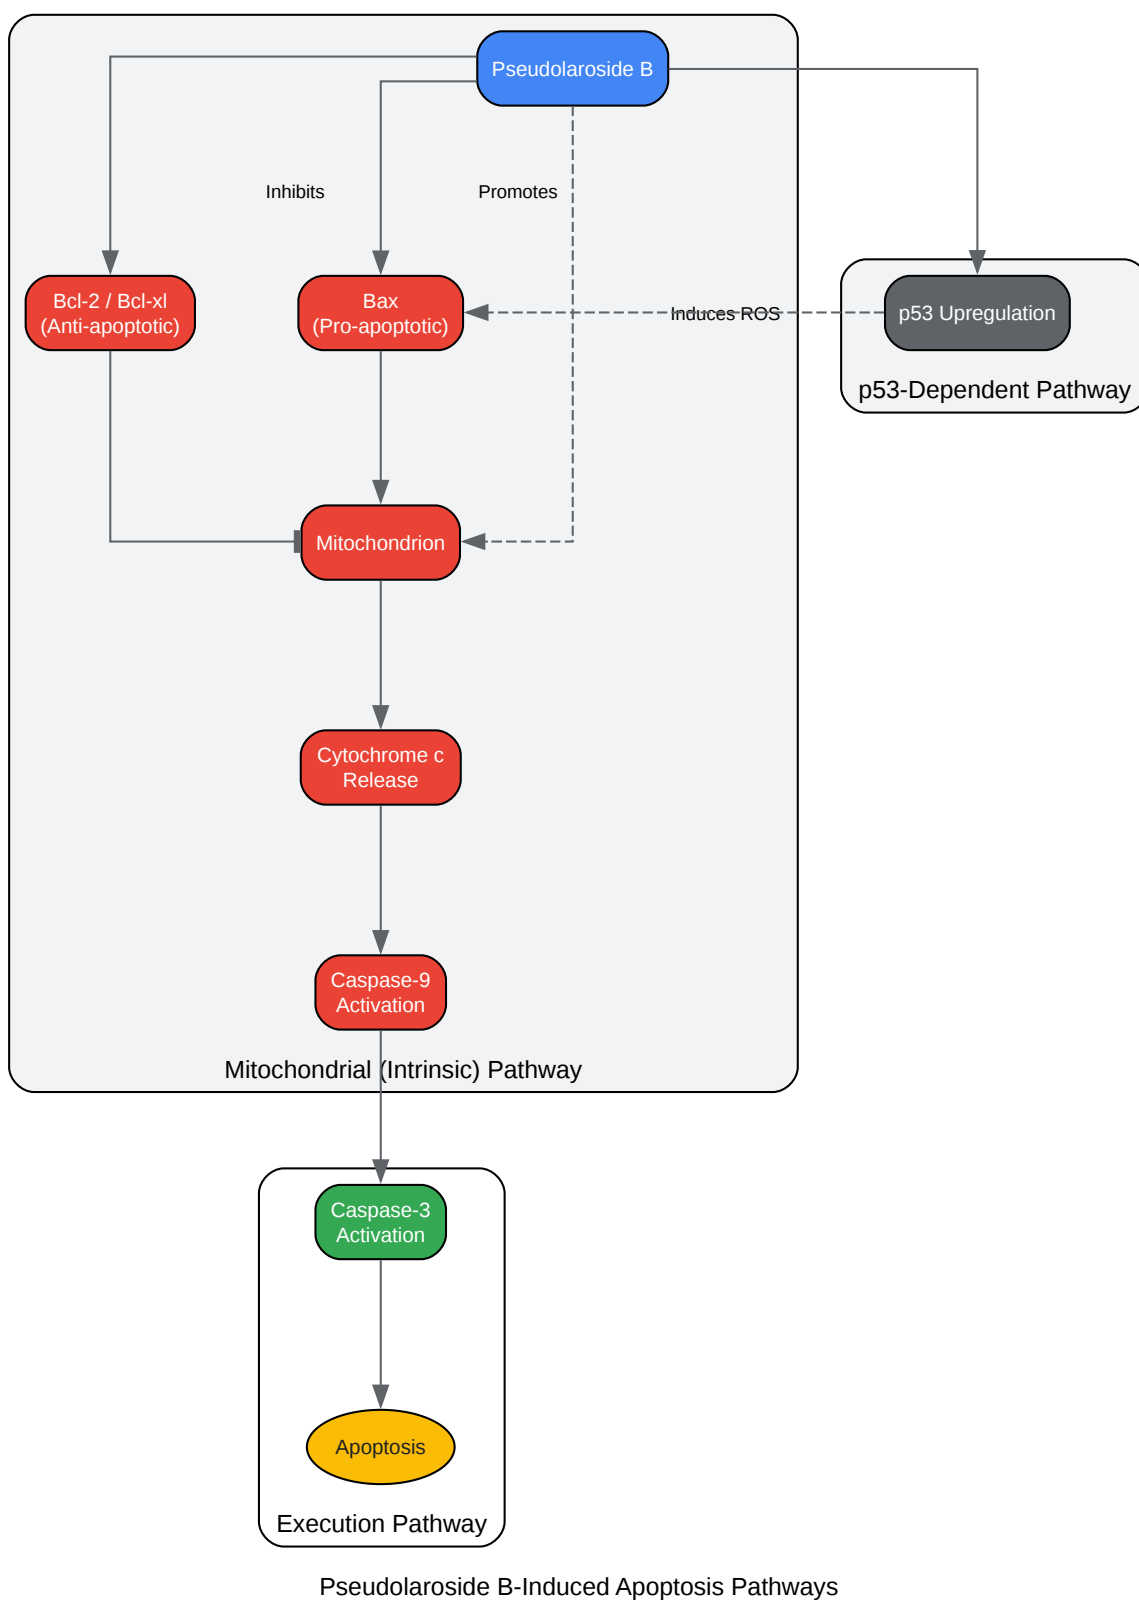 Pseudolaroside B
Inhibits
Promotes
Bcl-2 / Bcl-xl
(Anti-apoptotic)
Bax
(Pro-apoptotic)
Induces ROS
p53 Upregulation
p53-Dependent Pathway
Mitochondrion
Cytochrome c
Release
Caspase-9
Activation
Mitochondrial (Intrinsic) Pathway
Caspase-3
Activation
Apoptosis
Execution Pathway
Pseudolaroside B-Induced Apoptosis Pathways